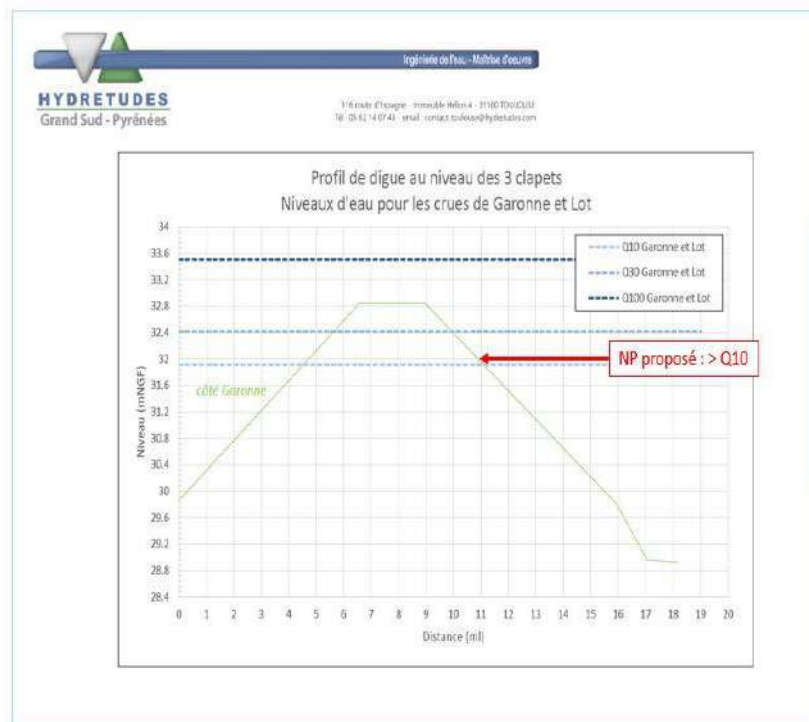 Ingénierie de l'eau - Maîtrise d'oeuvre
HYDRETUDES
Grand Sud - Pyrénées
Profil de digue au niveau des 3 clapets
Niveaux d'eau pour les crues de Garonne et Lot
34
33.6
33.2
32.8
32.4
32
31.6
31.2
30.8
30.4
30
29.6
29.2
28.8
28.4
Niveau (mNGF)
Q10 Garonne et Lot
Q30 Garonne et Lot
Q100 Garonne et Lot
NP proposé : > Q10
côté Garonne
0 1 2 3 4 5 6 7 8 9 10 11 12 13 14 15 16 17 18 19 20
Distance (ml)